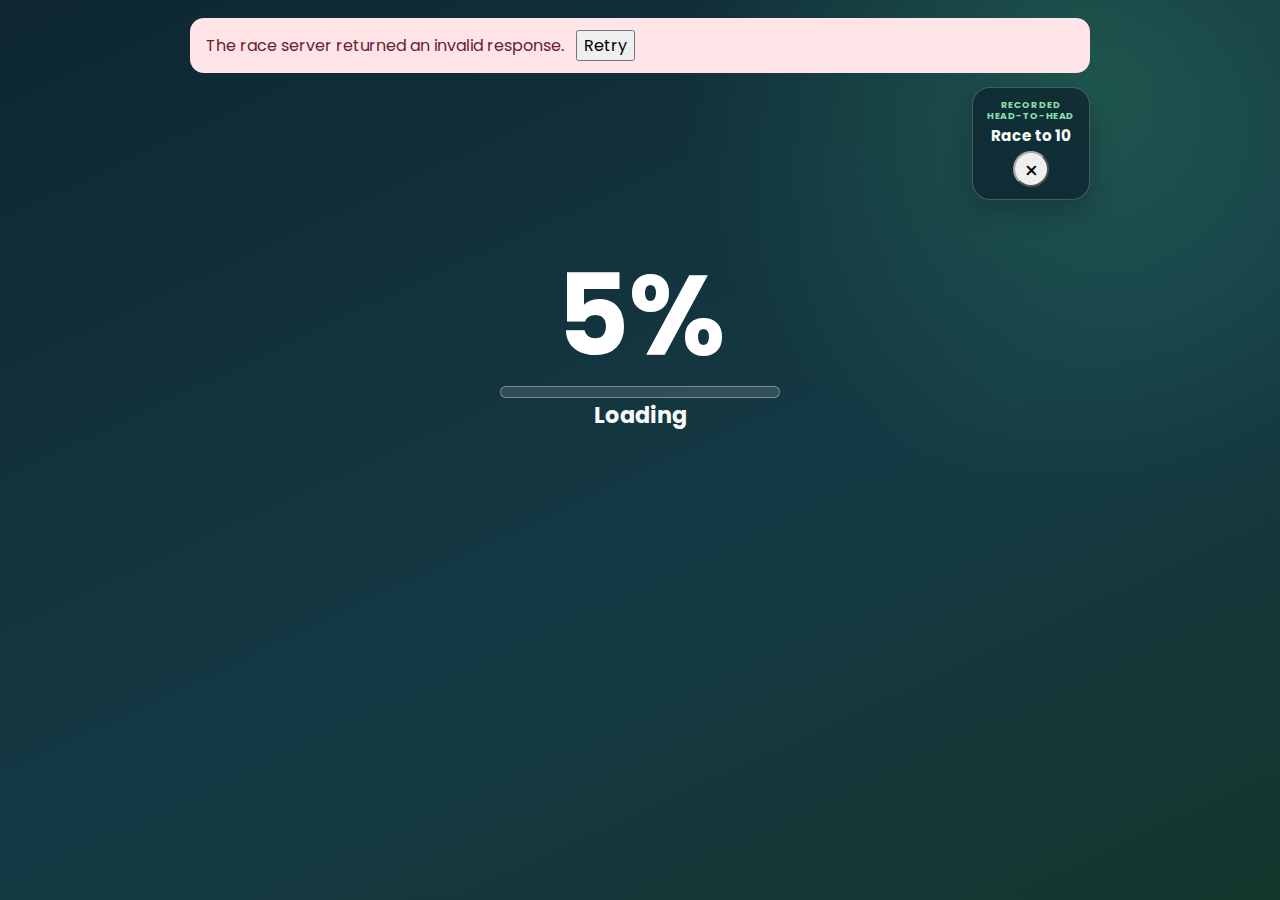 The race server returned an invalid response. Retry
RECORDED
HEAD-TO-HEAD
Race to 10
×
5%
Loading